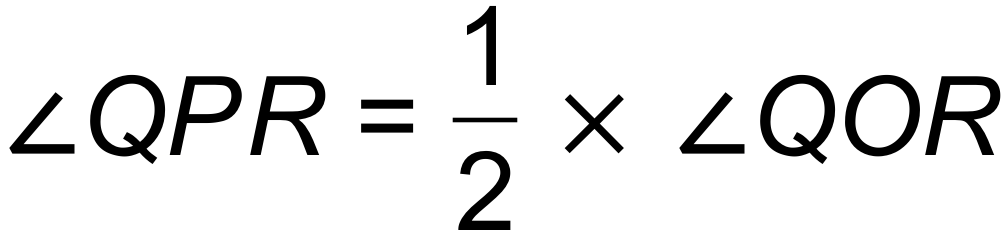 ∠QPR = 1/2 × ∠QOR